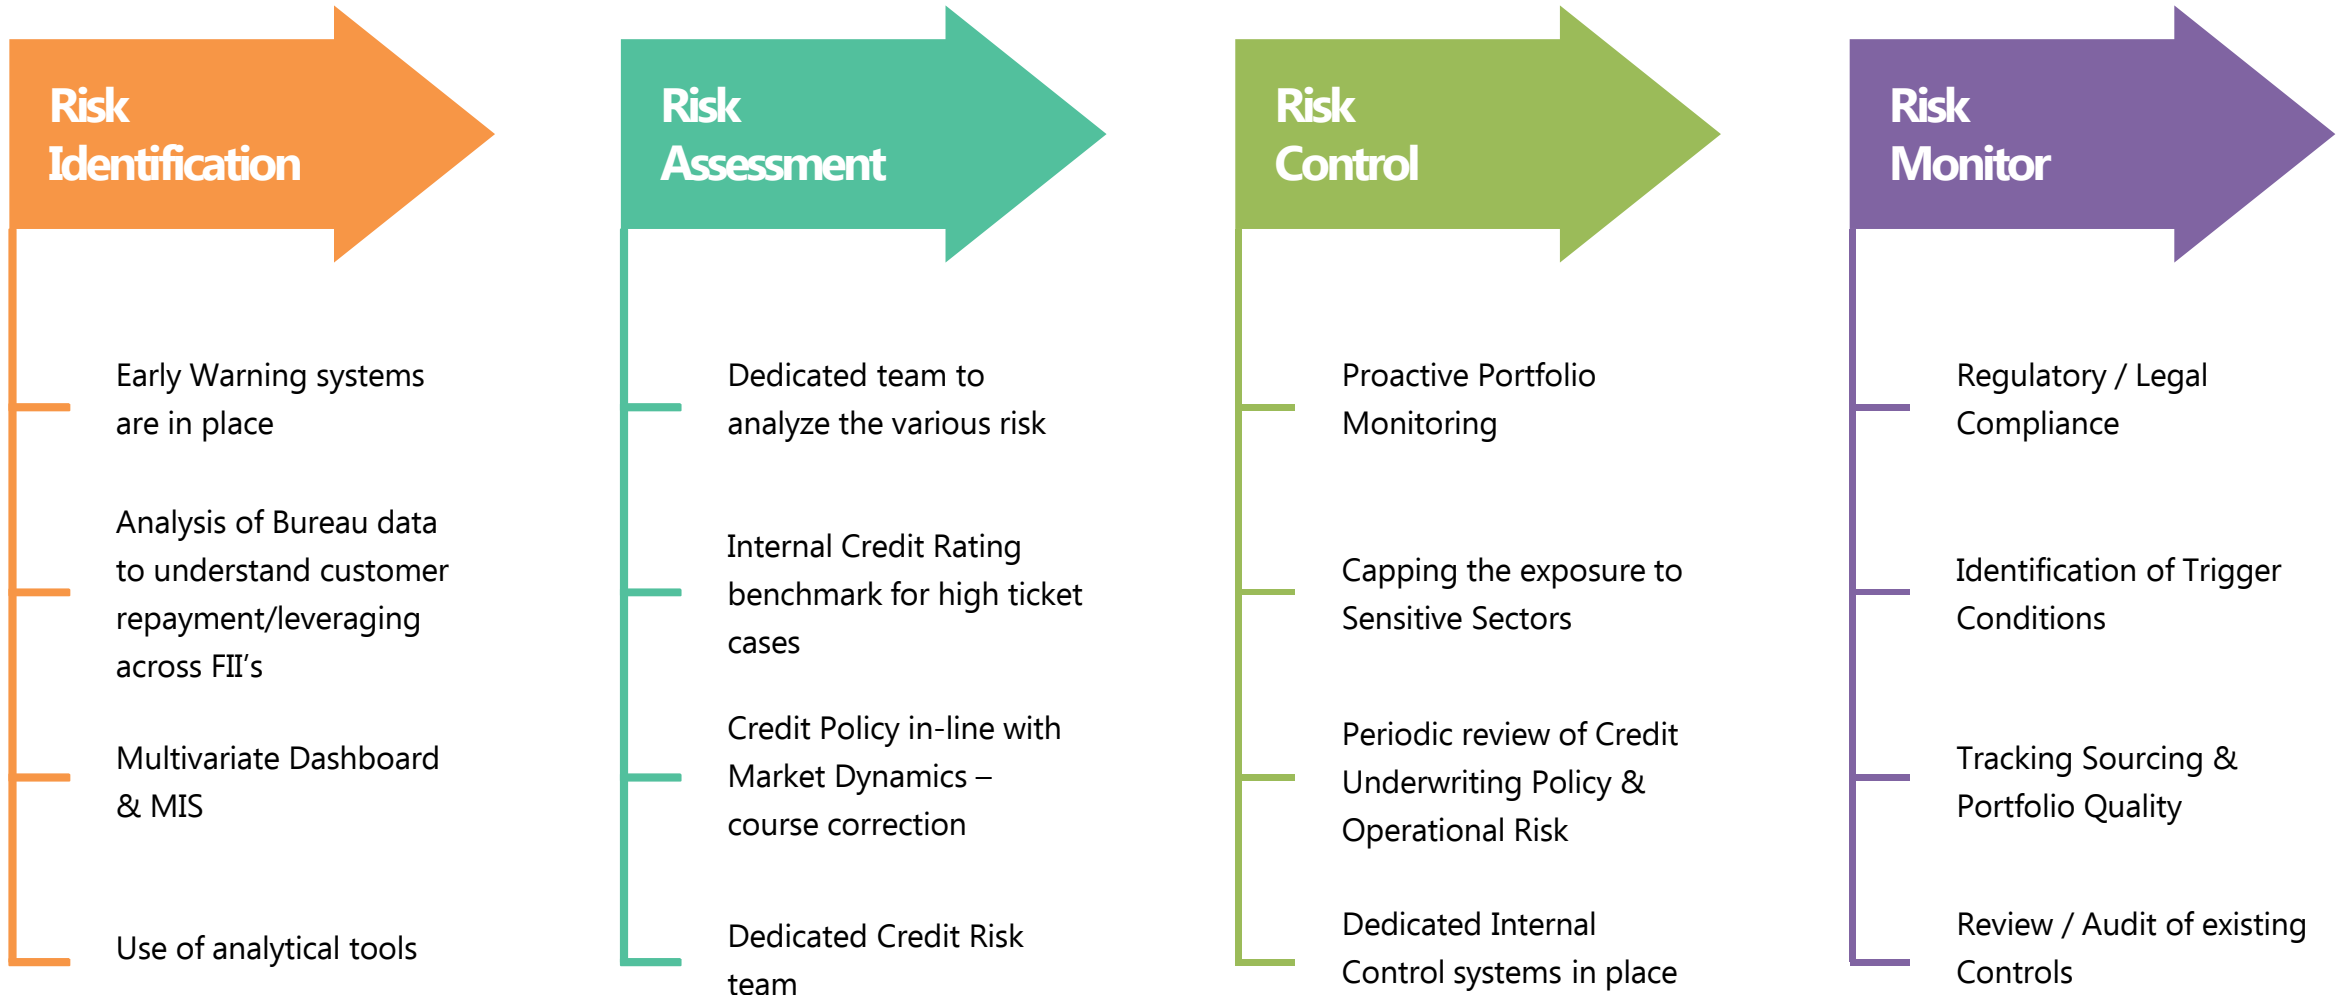 Risk
Identification
Early Warning systems
are in place
Analysis of Bureau data
to understand customer
repayment/leveraging
across FII’s
Multivariate Dashboard
& MIS
Use of analytical tools
Risk
Assessment
Dedicated team to
analyze the various risk
Internal Credit Rating
benchmark for high ticket
cases
Credit Policy in-line with
Market Dynamics –
course correction
Dedicated Credit Risk
team
Risk
Control
Proactive Portfolio
Monitoring
Capping the exposure to
Sensitive Sectors
Periodic review of Credit
Underwriting Policy &
Operational Risk
Dedicated Internal
Control systems in place
Risk
Monitor
Regulatory / Legal
Compliance
Identification of Trigger
Conditions
Tracking Sourcing &
Portfolio Quality
Review / Audit of existing
Controls